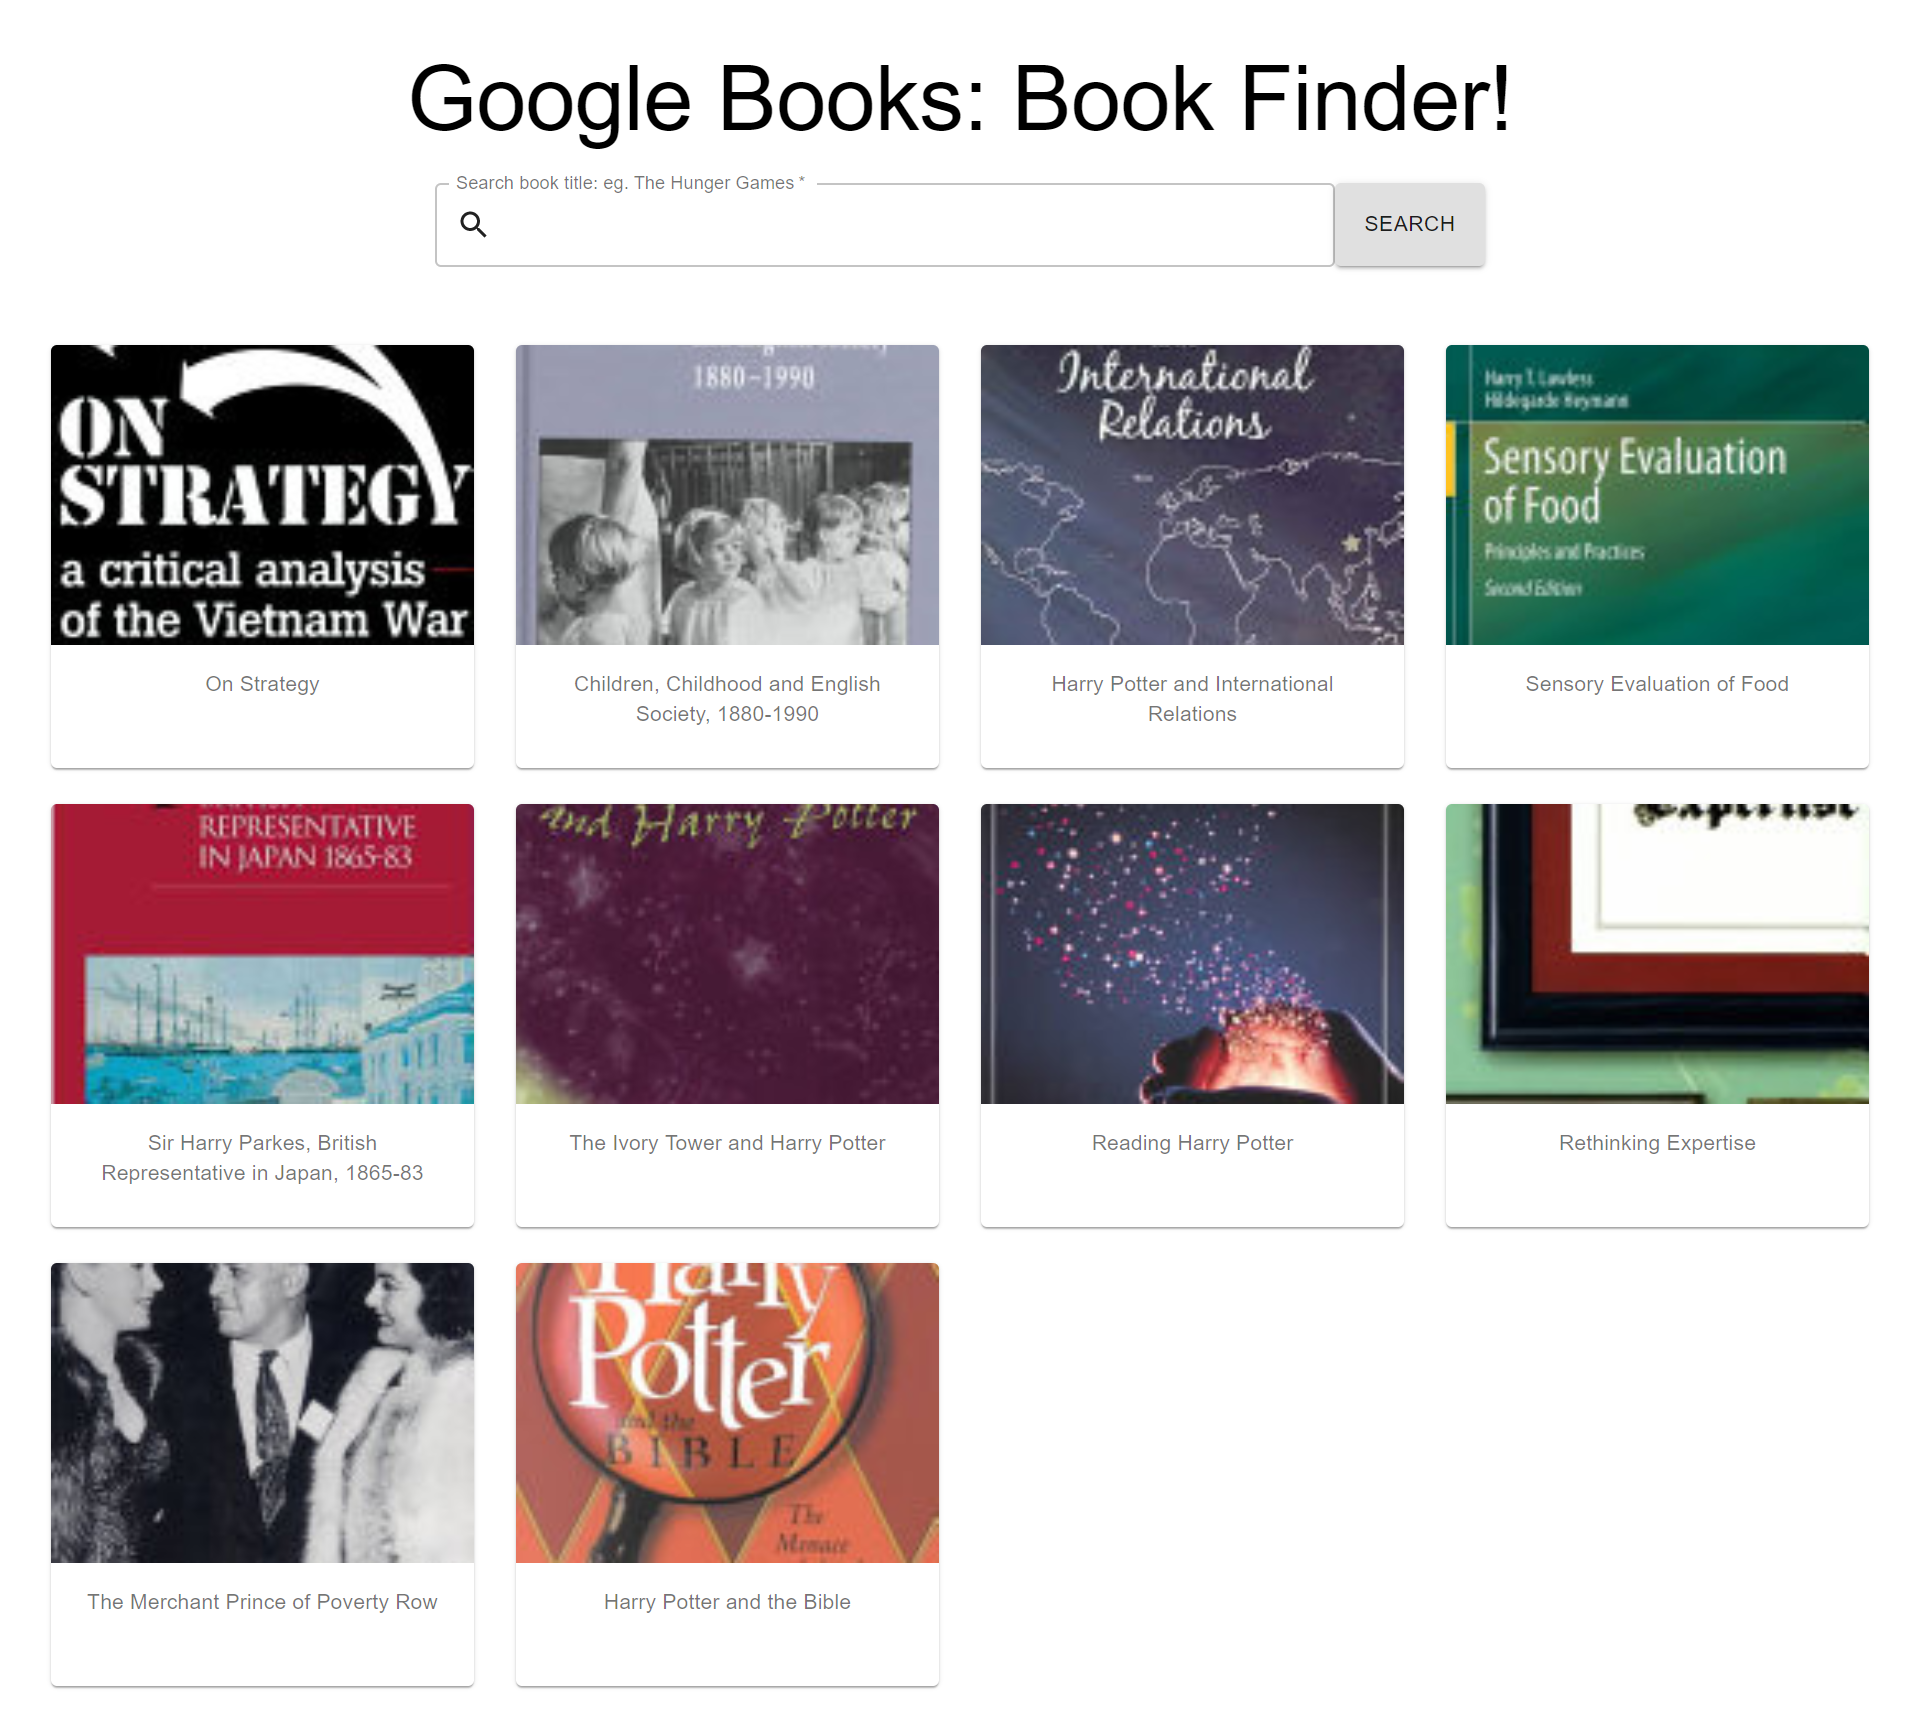 Google Books: Book Finder!
Search book title: eg. The Hunger Games *
SEARCH
ON
STRATEGY
a critical analysis
of the Vietnam War
On Strategy
1880-1990
Children, Childhood and English
Society, 1880-1990
International
Relations
Harry Potter and International
Relations
Harry T. Lawless
Hildegarde Heymann
Sensory Evaluation
of Food
Principles and Practices
Second Edition
Sensory Evaluation of Food
REPRESENTATIVE
IN JAPAN 1865-83
Sir Harry Parkes, British
Representative in Japan, 1865-83
and Harry Potter
The Ivory Tower and Harry Potter
Reading Harry Potter
Expertise
Rethinking Expertise
The Merchant Prince of Poverty Row
Harry
Potter
and the
BIBLE
The
Menace
Harry Potter and the Bible